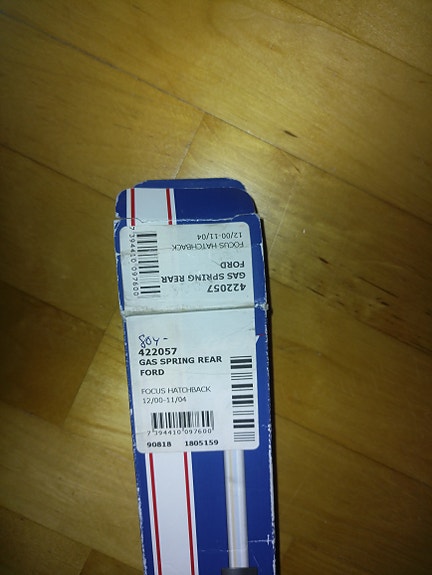 12/00-11/04
FOCUS HATCHBACK
FORD
GAS SPRING REAR
422057
7394410097600
804-
422057
GAS SPRING REAR
FORD
FOCUS HATCHBACK
12/00-11/04
7 394410 097600
90818 1805159